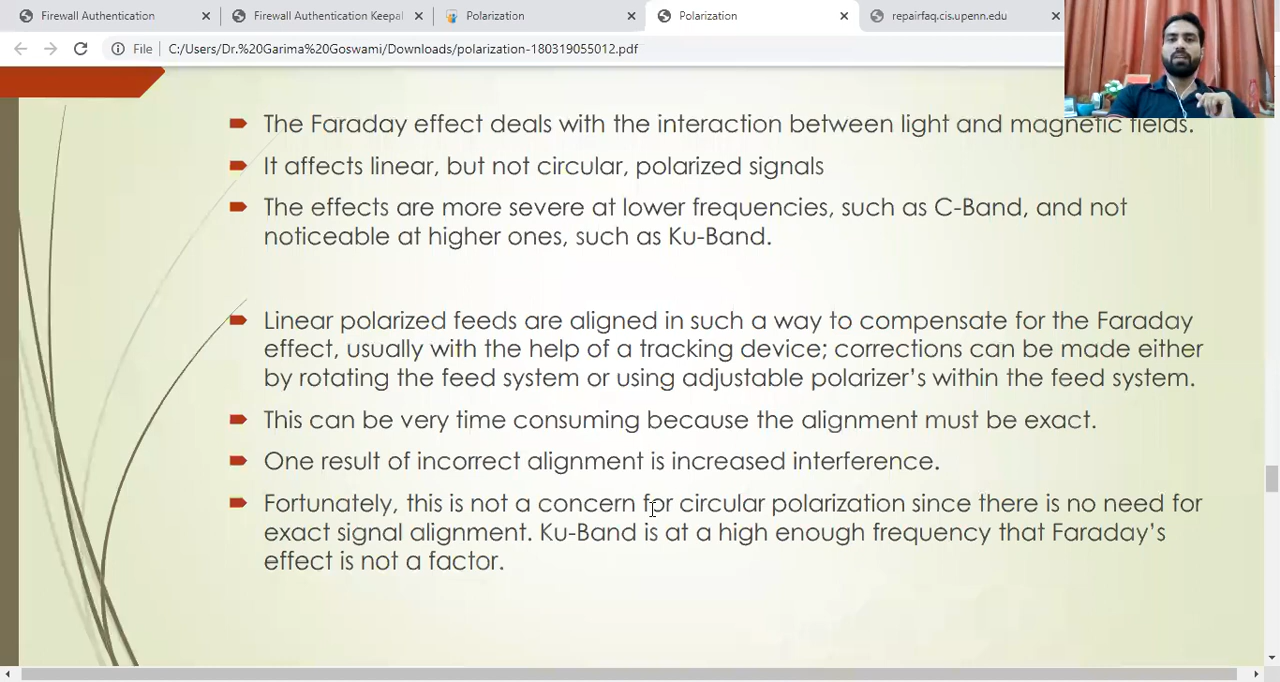 Firewall Authentication
Firewall Authentication Keepal
Polarization
Polarization
repairfaq.cis.upenn.edu
File
C:/Users/Dr.%20Garima%20Goswami/Downloads/polarization-180319055012.pdf
The Faraday effect deals with the interaction between light and magnetic fields.
It affects linear, but not circular, polarized signals
The effects are more severe at lower frequencies, such as C-Band, and not
noticeable at higher ones, such as Ku-Band.
Linear polarized feeds are aligned in such a way to compensate for the Faraday
effect, usually with the help of a tracking device; corrections can be made either
by rotating the feed system or using adjustable polarizer’s within the feed system.
This can be very time consuming because the alignment must be exact.
One result of incorrect alignment is increased interference.
Fortunately, this is not a concern for circular polarization since there is no need for
exact signal alignment. Ku-Band is at a high enough frequency that Faraday’s
effect is not a factor.